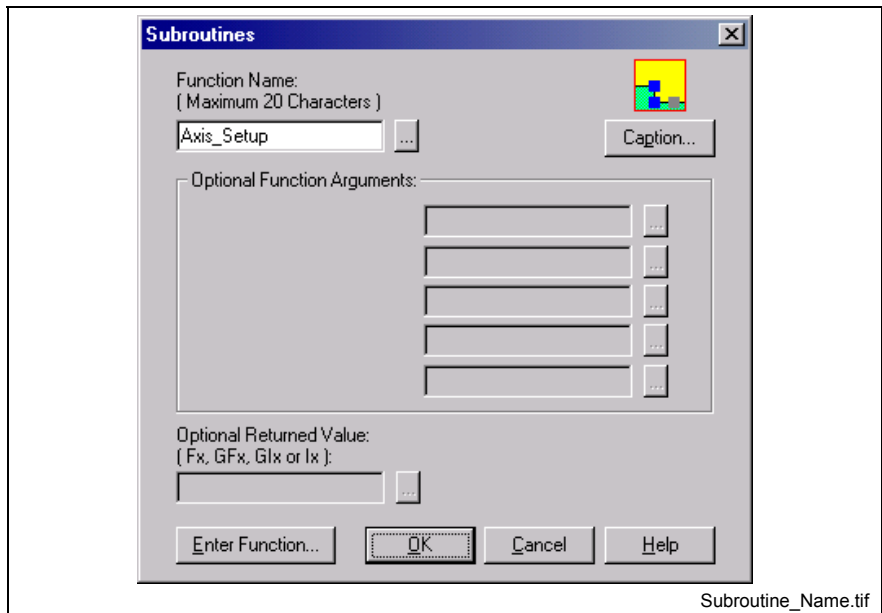 Subroutines
Function Name:
( Maximum 20 Characters )
Axis_Setup
...
Caption...
Optional Function Arguments:
...
...
...
...
...
Optional Returned Value:
( Fx, GFx, GIx or Ix ):
...
Enter Function...
OK
Cancel
Help
Subroutine_Name.tif